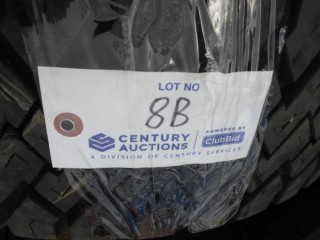 LOT NO
8B
CENTURY AUCTIONS
POWERED BY
ClubBid
A DIVISION OF CENTURY SERVICES